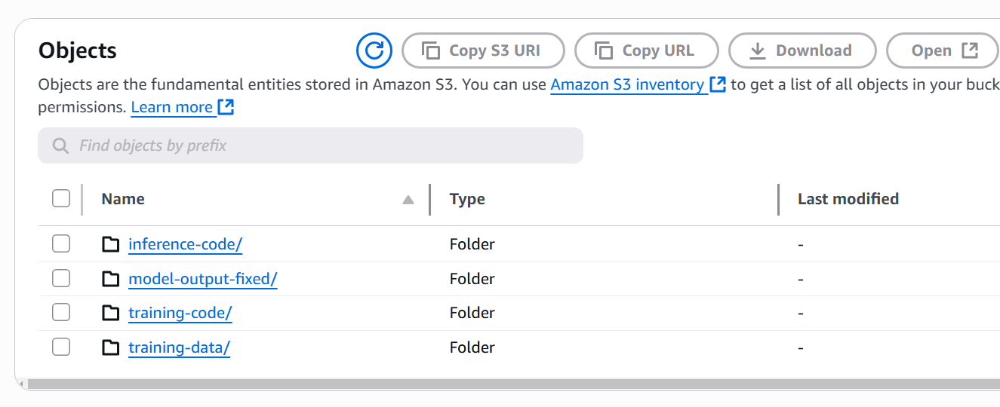 Objects
Copy S3 URI
Copy URL
Download
Open
Objects are the fundamental entities stored in Amazon S3. You can use Amazon S3 inventory to get a list of all objects in your buck
permissions. Learn more
Find objects by prefix
Name Type Last modified
inference-code/ Folder -
model-output-fixed/ Folder -
training-code/ Folder -
training-data/ Folder -